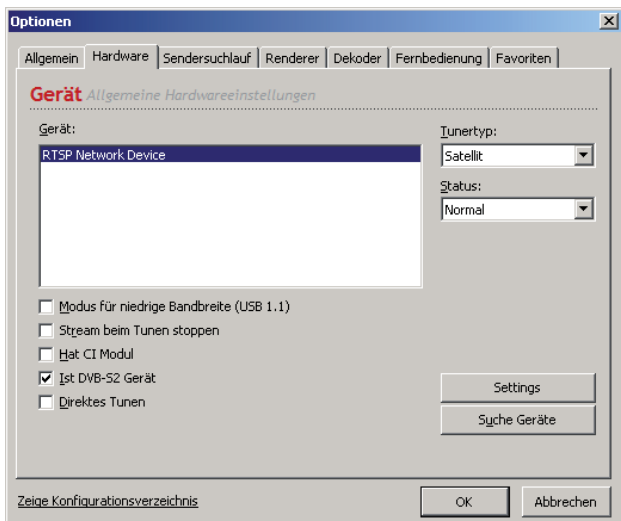 Optionen
Allgemein Hardware Sendersuchlauf Renderer Dekoder Fernbedienung Favoriten
Gerät Allgemeine Hardwareeinstellungen
Gerät:
RTSP Network Device
Tunertyp:
Satellit
Status:
Normal
Modus für niedrige Bandbreite (USB 1.1)
Stream beim Tunen stoppen
Hat CI Modul
Ist DVB-S2 Gerät
Direktes Tunen
Settings
Suche Geräte
Zeige Konfigurationsverzeichnis
OK
Abbrechen